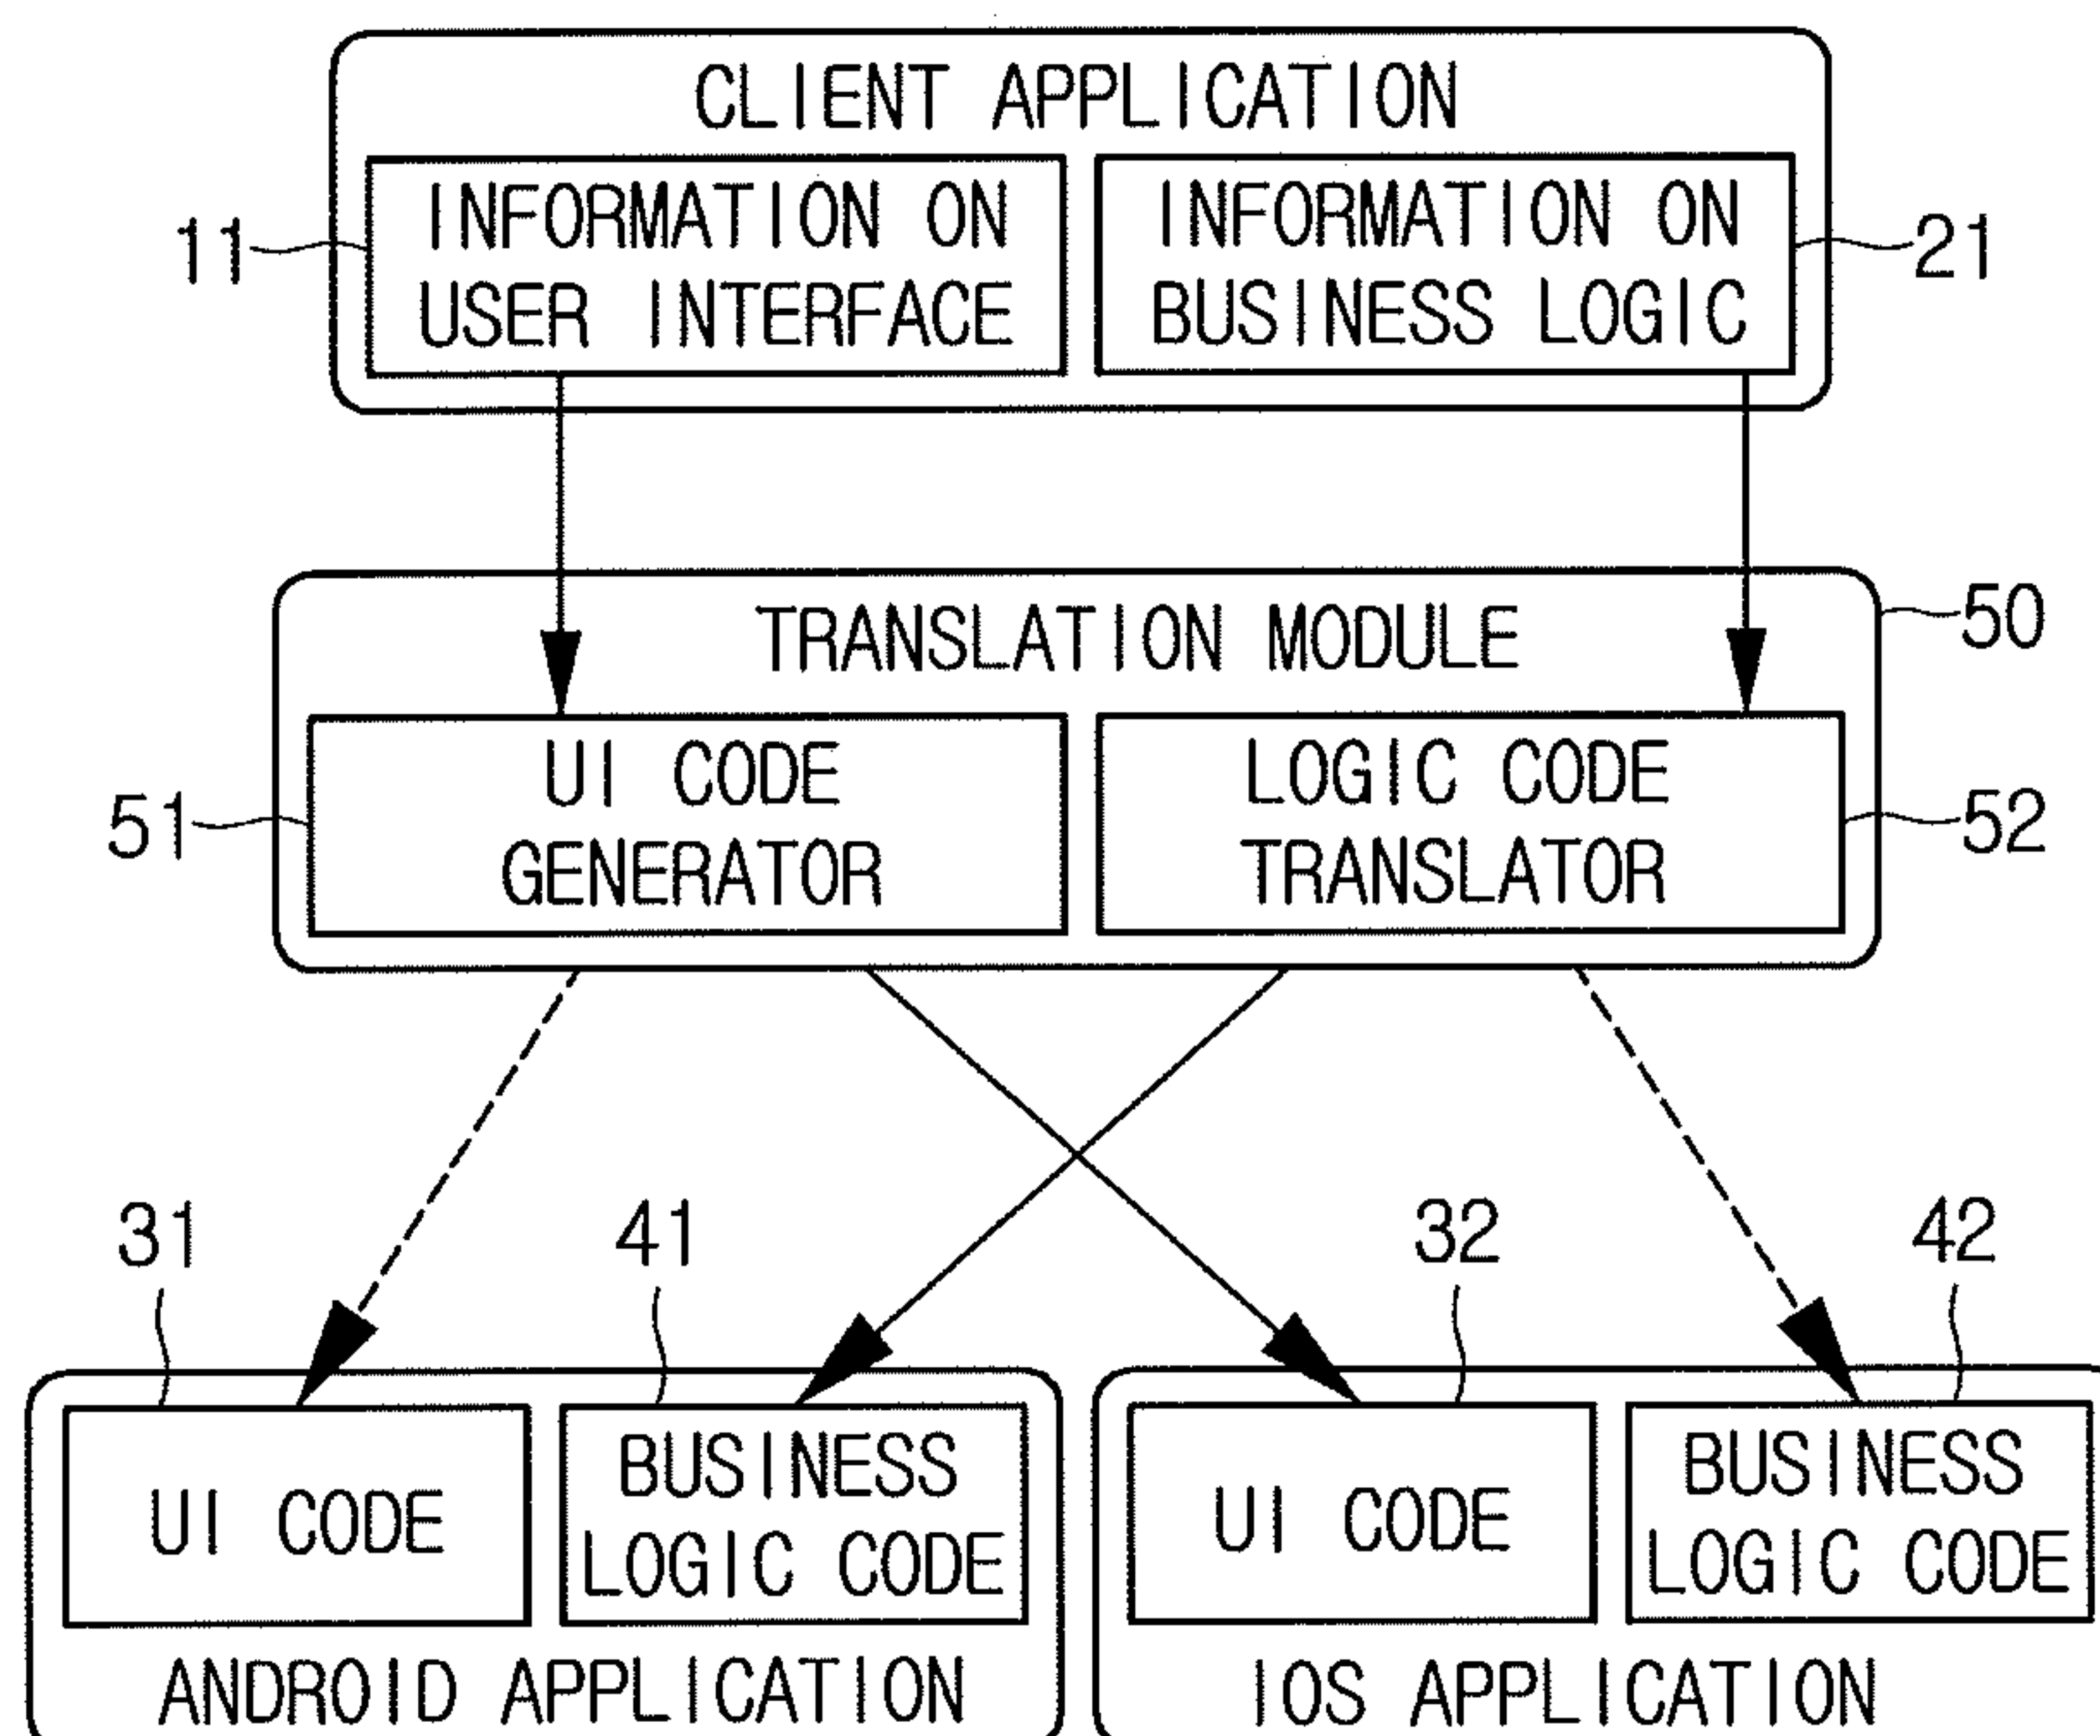 CLIENT APPLICATION
INFORMATION ON
USER INTERFACE
INFORMATION ON
BUSINESS LOGIC
11
21
TRANSLATION MODULE
50
UI CODE
GENERATOR
LOGIC CODE
TRANSLATOR
51
52
31
41
32
42
UI CODE
BUSINESS
LOGIC CODE
UI CODE
BUSINESS
LOGIC CODE
ANDROID APPLICATION
IOS APPLICATION